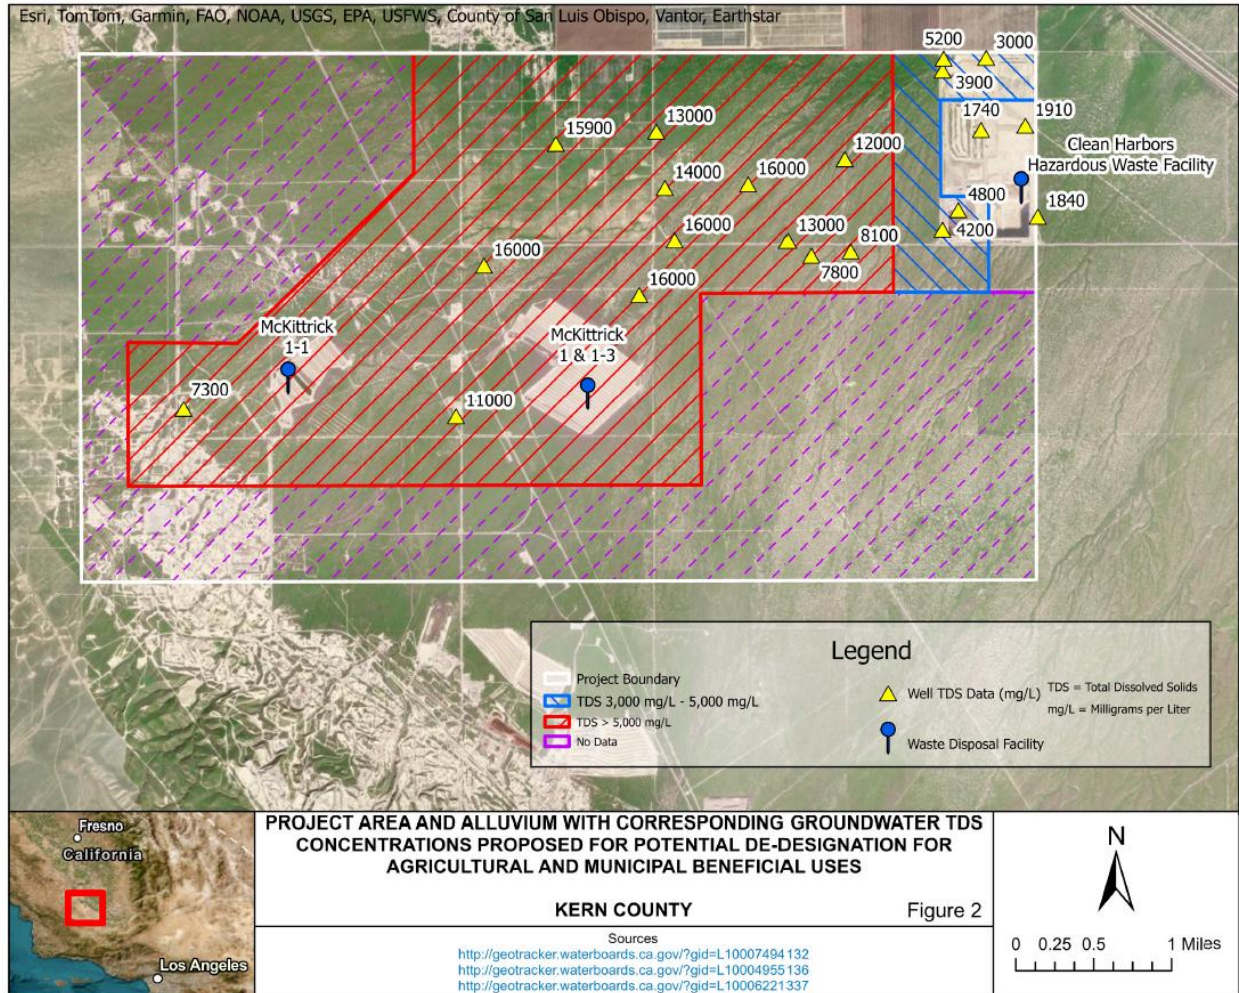 Esri, TomTom, Garmin, FAO, NOAA, USGS, EPA, USFWS, County of San Luis Obispo, Vantor, Earthstar
5200
3000
3900
1740
1910
Clean Harbors
Hazardous Waste Facility
15900
13000
12000
14000
16000
4800
1840
4200
16000
13000
8100
7800
16000
16000
McKittrick
1-1
McKittrick
1 & 1-3
7300
11000
Legend
Project Boundary
TDS 3,000 mg/L - 5,000 mg/L
TDS > 5,000 mg/L
No Data
Well TDS Data (mg/L)
Waste Disposal Facility
TDS = Total Dissolved Solids
mg/L = Milligrams per Liter
Fresno
California
Los Angeles
PROJECT AREA AND ALLUVIUM WITH CORRESPONDING GROUNDWATER TDS
CONCENTRATIONS PROPOSED FOR POTENTIAL DE-DESIGNATION FOR
AGRICULTURAL AND MUNICIPAL BENEFICIAL USES
KERN COUNTY
Figure 2
Sources
http://geotracker.waterboards.ca.gov/?gid=L10007494132
http://geotracker.waterboards.ca.gov/?gid=L10004955136
http://geotracker.waterboards.ca.gov/?gid=L10006221337
N
0 0.25 0.5 1 Miles